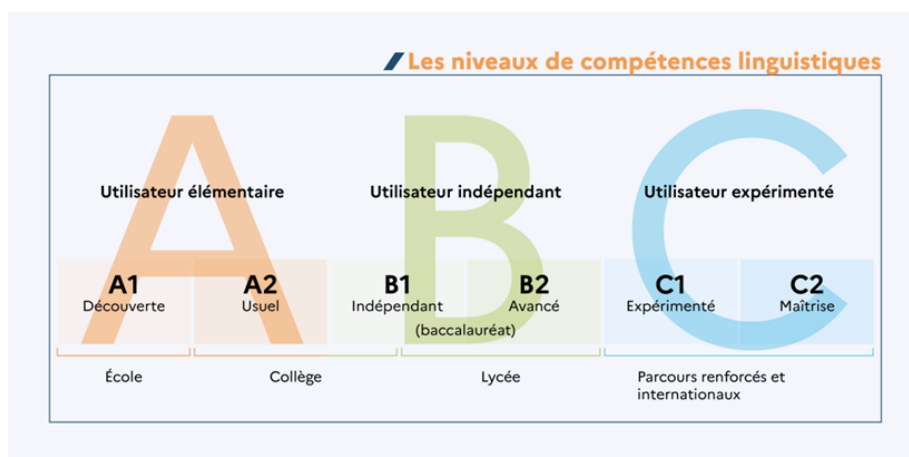 Les niveaux de compétences linguistiques
A B C
Utilisateur élémentaire Utilisateur indépendant Utilisateur expérimenté
A1 A2 B1 B2 C1 C2
Découverte Usuel Indépendant Avancé Expérimenté Maîtrise
(baccalauréat)
École Collège Lycée Parcours renforcés et
internationaux